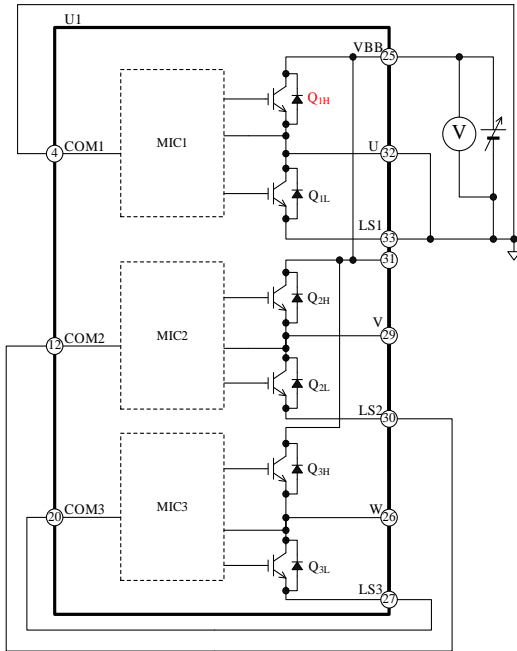 U1
VBB
25
Q1H
V
COM1
4
MIC1
U
32
Q1L
LS1
33
31
Q2H
V
29
COM2
12
MIC2
Q2L
LS2
30
Q3H
COM3
20
MIC3
W
26
Q3L
LS3
27